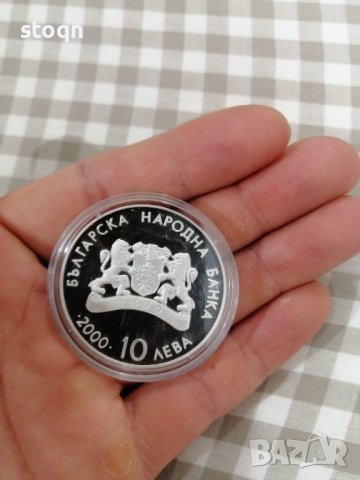 stoqn
БЪЛГАРСКА НАРОДНА БАНКА
·2000· 10 ЛЕВА
BAZAR